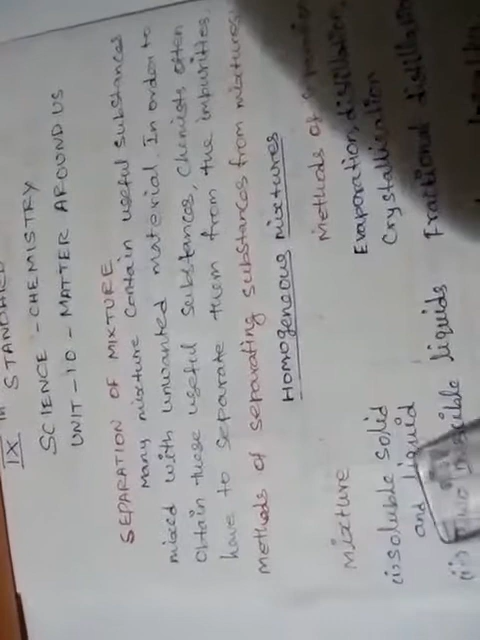 IX th STANDARD
SCIENCE - CHEMISTRY
UNIT - 10 - MATTER AROUND US
SEPARATION OF MIXTURE
Many mixture contain useful substances
mixed with unwanted material. In order to
Obtain these useful substances, Chemists often
have to separate them from the impurities.
Methods of separating substances from mixtures
HOMOGENEOUS MIXTURES
Mixture Methods of
(i) soluble solid Evaporation, distillation,
and liquid Crystallization
(ii) liquids Fractional distillation